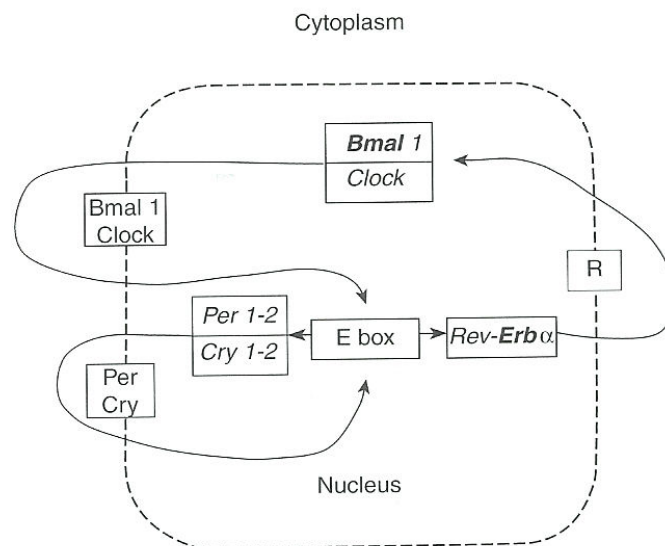 Cytoplasm
Bmal 1
Clock
Bmal 1
Clock
R
Per 1-2
Cry 1-2
E box
Rev-Erbα
Per
Cry
Nucleus